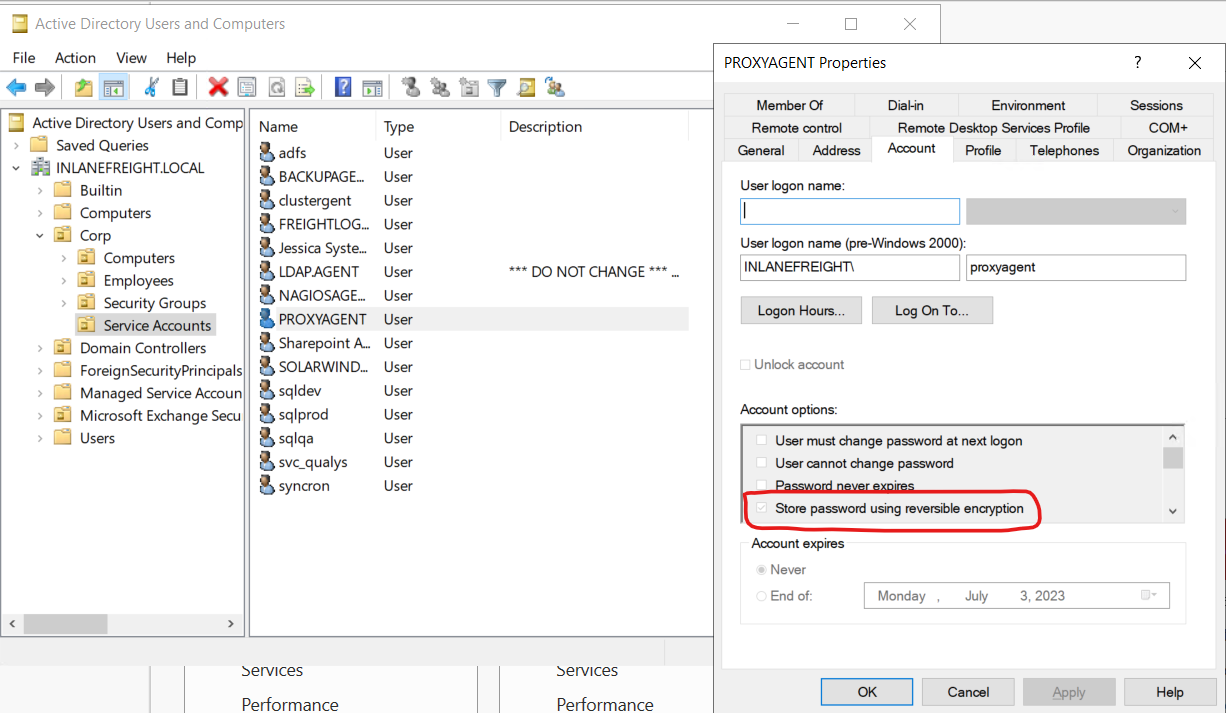 Active Directory Users and Computers
File Action View Help
Active Directory Users and Comp
Saved Queries
INLANEFREIGHT.LOCAL
Builtin
Computers
Corp
Computers
Employees
Security Groups
Service Accounts
Domain Controllers
ForeignSecurityPrincipals
Managed Service Accoun
Microsoft Exchange Secu
Users
Name Type Description
adfs User
BACKUPAGE... User
clustergent User
FREIGHTLOG... User
Jessica Syste... User
LDAP.AGENT User *** DO NOT CHANGE *** ...
NAGIOSAGE... User
PROXYAGENT User
Sharepoint A... User
SOLARWIND... User
sqldev User
sqlprod User
sqlqa User
svc_qualys User
syncron User
Services Services
Performance Performance
PROXYAGENT Properties ?
Member Of Dial-in Environment Sessions
Remote control Remote Desktop Services Profile COM+
General Address Account Profile Telephones Organization
User logon name:
User logon name (pre-Windows 2000):
INLANEFREIGHT\ proxyagent
Logon Hours... Log On To...
Unlock account
Account options:
User must change password at next logon
User cannot change password
Password never expires
Store password using reversible encryption
Account expires
Never
End of: Monday , July 3, 2023
OK Cancel Apply Help